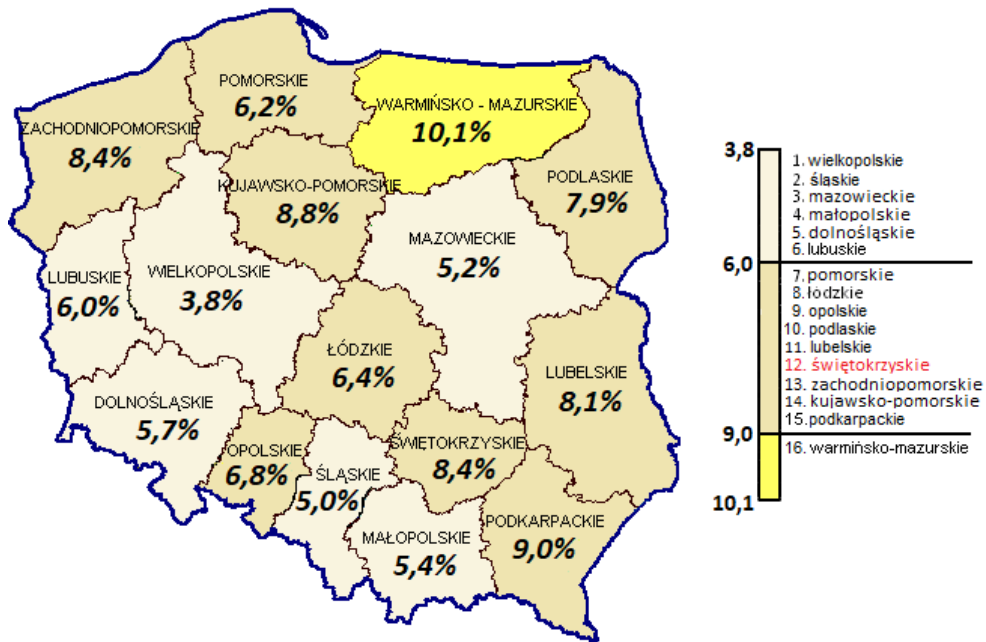 POMORSKIE
6,2%
WARMIŃSKO - MAZURSKIE
10,1%
ZACHODNIOPOMORSKIE
8,4%
KUJAWSKO-POMORSKIE
8,8%
PODLASKIE
7,9%
MAZOWIECKIE
5,2%
LUBUSKIE
6,0%
WIELKOPOLSKIE
3,8%
ŁÓDZKIE
6,4%
LUBELSKIE
8,1%
DOLNOŚLĄSKIE
5,7%
OPOLSKIE
6,8%
ŚLĄSKIE
5,0%
ŚWIĘTOKRZYSKIE
8,4%
MAŁOPOLSKIE
5,4%
PODKARPACKIE
9,0%
3,8
1. wielkopolskie
2. śląskie
3. mazowieckie
4. małopolskie
5. dolnośląskie
6. lubuskie
6,0
7. pomorskie
8. łódzkie
9. opolskie
10. podlaskie
11. lubelskie
12. świętokrzyskie
13. zachodniopomorskie
14. kujawsko-pomorskie
15.podkarpackie
9,0
16. warmińsko-mazurskie
10,1